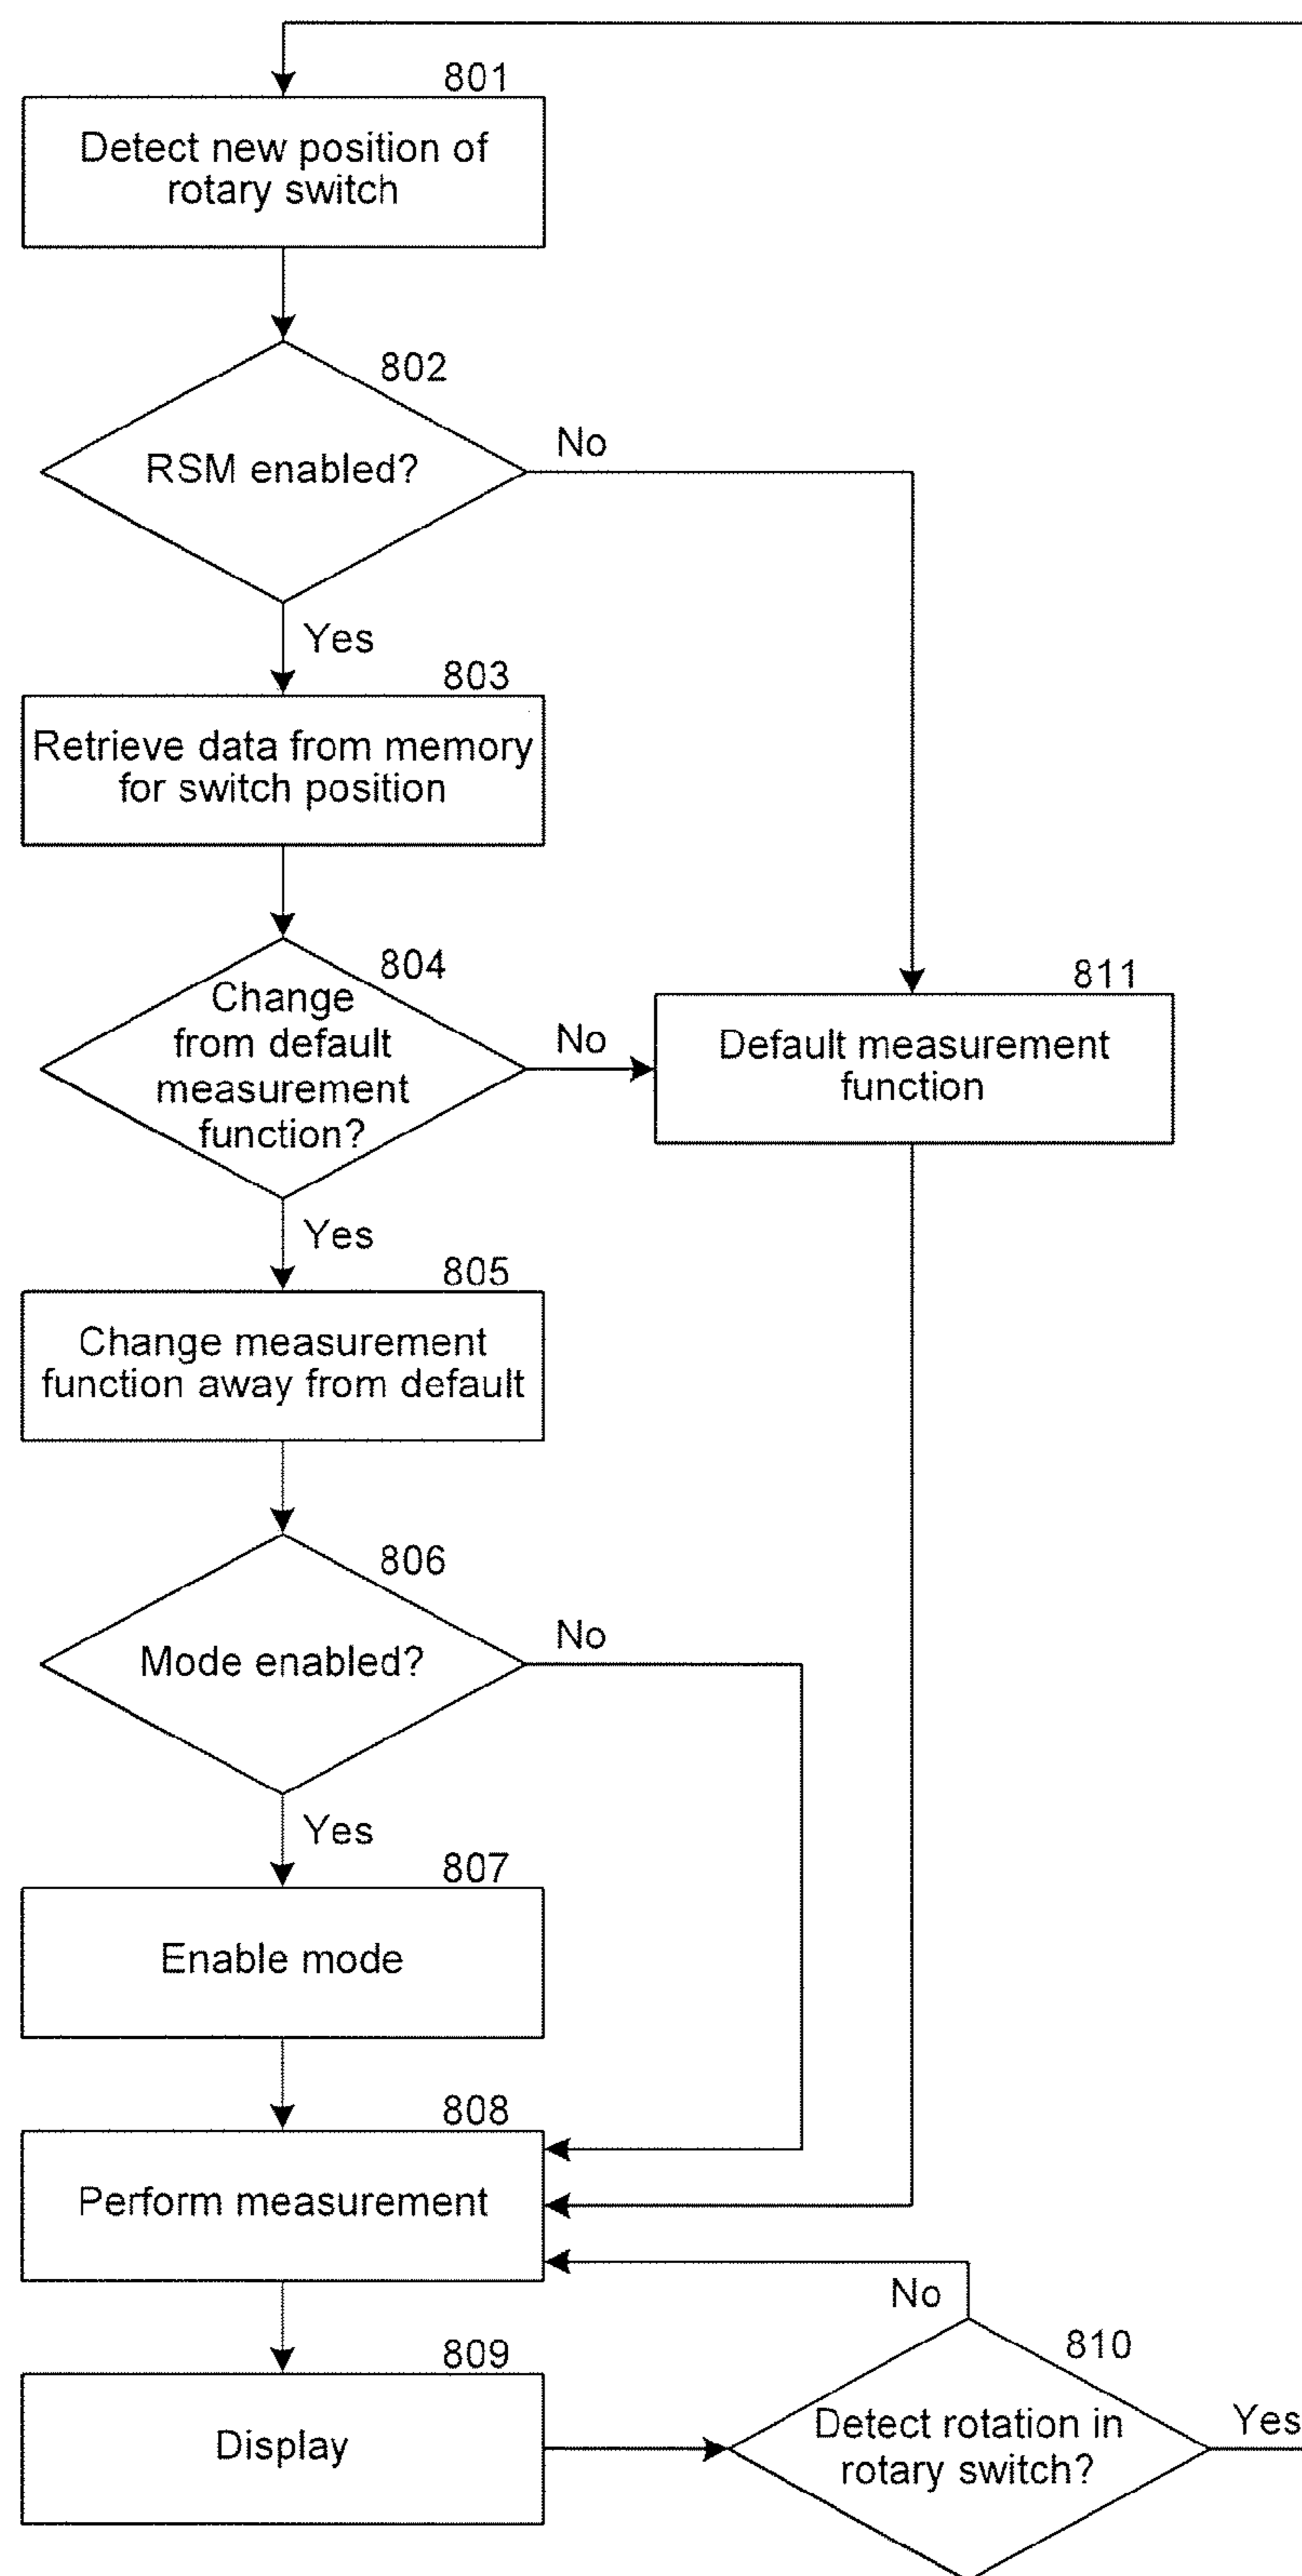 801
Detect new position of
rotary switch
802
RSM enabled?
No
Yes
803
Retrieve data from memory
for switch position
804
Change
from default
measurement
function?
No
811
Default measurement
function
Yes
805
Change measurement
function away from default
806
Mode enabled?
No
Yes
807
Enable mode
808
Perform measurement
No
809
Display
810
Detect rotation in
rotary switch?
Yes